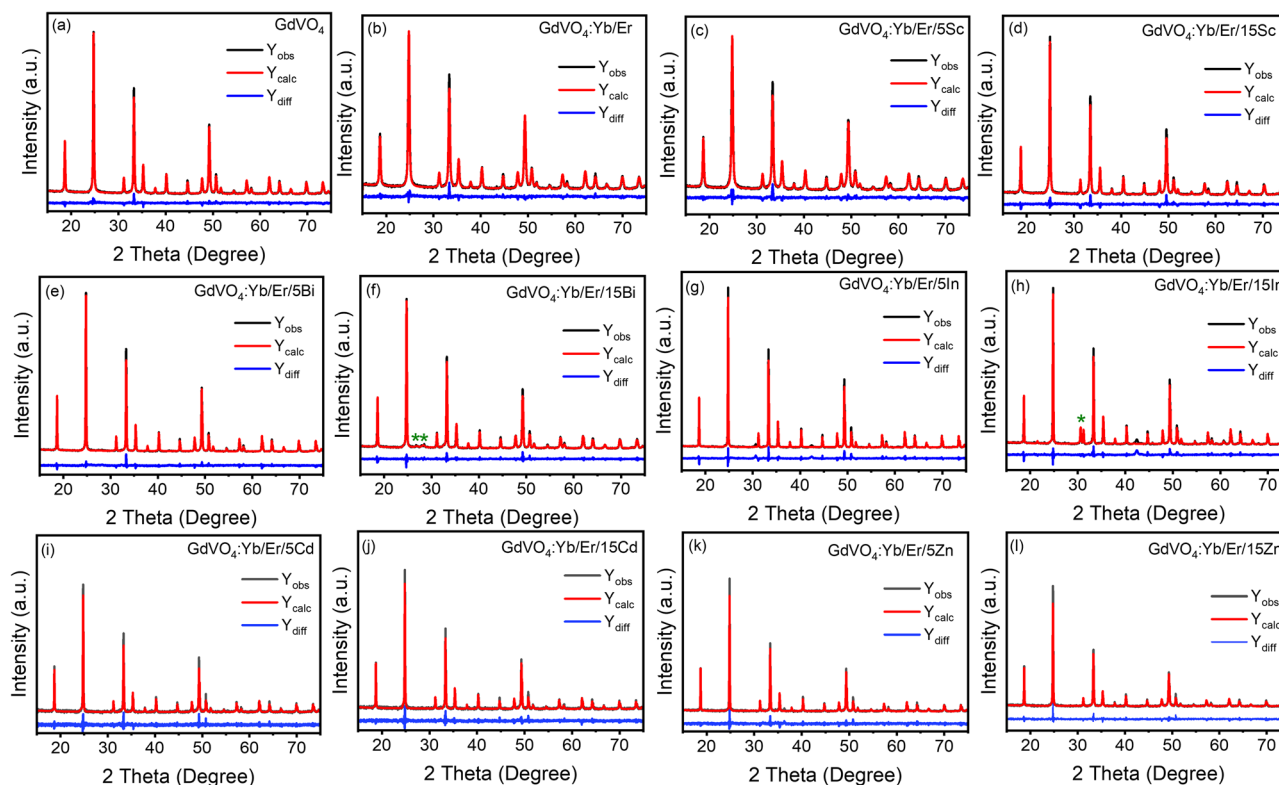 (a) GdVO4
Yobs
Ycalc
Ydiff
Intensity (a.u.)
20 30 40 50 60 70
2 Theta (Degree)
(b) GdVO4:Yb/Er
Yobs
Ycalc
Ydiff
Intensity (a.u.)
20 30 40 50 60 70
2 Theta (Degree)
(c) GdVO4:Yb/Er/5Sc
Yobs
Ycalc
Ydiff
Intensity (a.u.)
20 30 40 50 60 70
2 Theta (Degree)
(d) GdVO4:Yb/Er/15Sc
Yobs
Ycalc
Ydiff
Intensity (a.u.)
20 30 40 50 60 70
2 Theta (Degree)
(e) GdVO4:Yb/Er/5Bi
Yobs
Ycalc
Ydiff
Intensity (a.u.)
20 30 40 50 60 70
2 Theta (Degree)
(f) GdVO4:Yb/Er/15Bi
Yobs
Ycalc
Ydiff
**
Intensity (a.u.)
20 30 40 50 60 70
2 Theta (Degree)
(g) GdVO4:Yb/Er/5In
Yobs
Ycalc
Ydiff
Intensity (a.u.)
20 30 40 50 60 70
2 Theta (Degree)
(h) GdVO4:Yb/Er/15In
Yobs
Ycalc
Ydiff
*
Intensity (a.u.)
20 30 40 50 60 70
2 Theta (Degree)
(i) GdVO4:Yb/Er/5Cd
Yobs
Ycalc
Ydiff
Intensity (a.u.)
20 30 40 50 60 70
2 Theta (Degree)
(j) GdVO4:Yb/Er/15Cd
Yobs
Ycalc
Ydiff
Intensity (a.u.)
20 30 40 50 60 70
2 Theta (Degree)
(k) GdVO4:Yb/Er/5Zn
Yobs
Ycalc
Ydiff
Intensity (a.u.)
20 30 40 50 60 70
2 Theta (Degree)
(l) GdVO4:Yb/Er/15Zn
Yobs
Ycalc
Ydiff
Intensity (a.u.)
20 30 40 50 60 70
2 Theta (Degree)